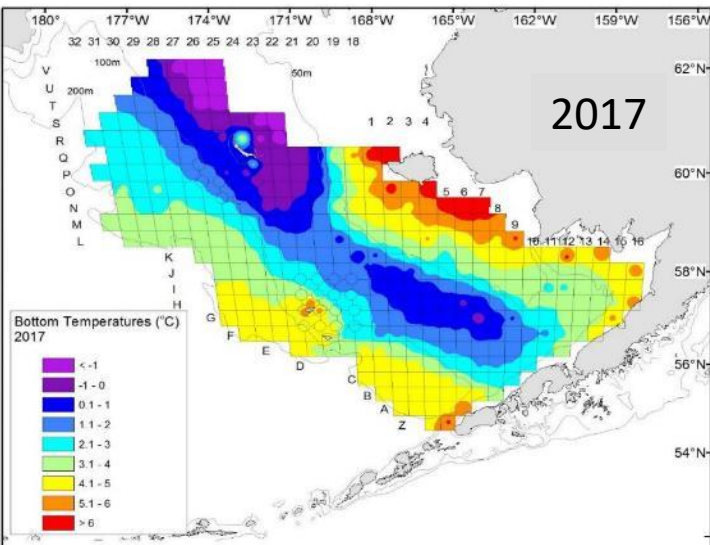 180° 177°W 174°W 171°W 168°W 165°W 162°W 159°W 156°W
32 31 30 29 28 27 26 25 24 23 22 21 20 19 18
100m
50m
62°N
V
U
T
S
R
Q
P
O
N
M
L
200m
2017
1 2 3 4
60°N
5 6 7
8
9
10 11 12 13 14 15 16
58°N
K
J
I
H
G
F
E
D
C
B
A
Z
56°N
54°N
Bottom Temperatures (°C)
2017
< -1
-1 - 0
0.1 - 1
1.1 - 2
2.1 - 3
3.1 - 4
4.1 - 5
5.1 - 6
> 6